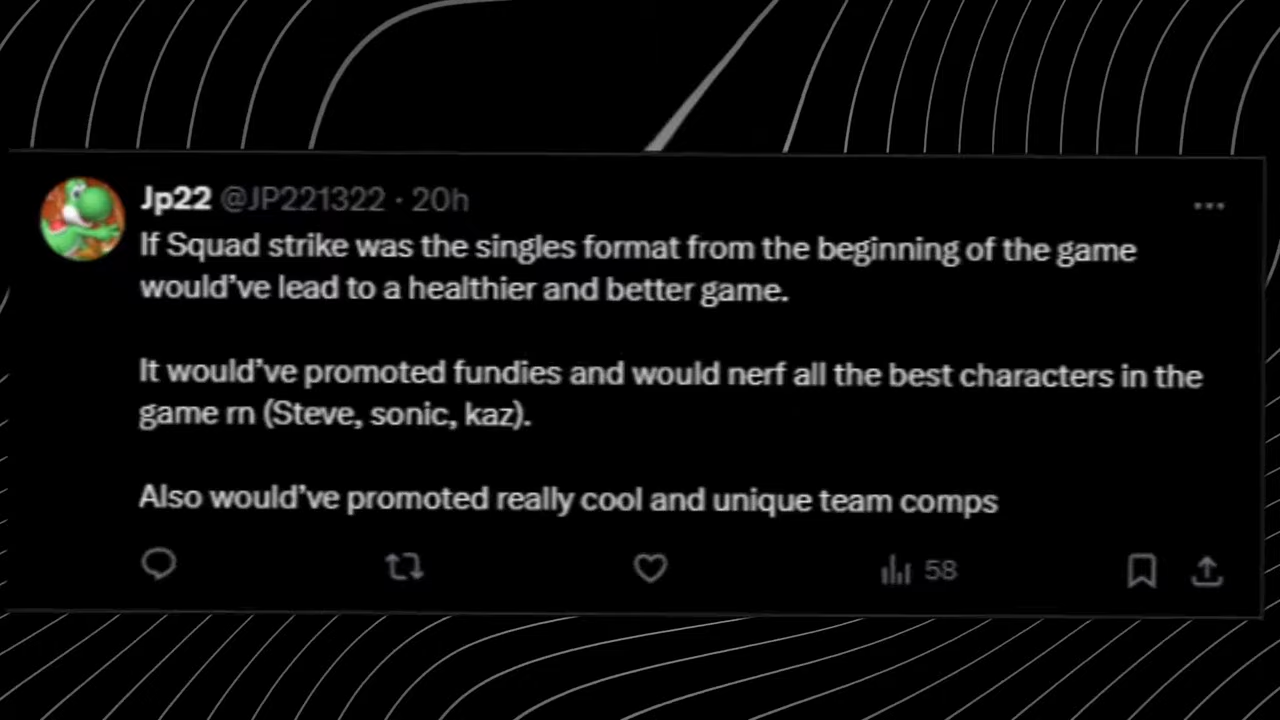 Jp22 @JP221322 · 20h
If Squad strike was the singles format from the beginning of the game
would've lead to a healthier and better game.
It would've promoted fundies and would nerf all the best characters in the
game rn (Steve, sonic, kaz).
Also would've promoted really cool and unique team comps
58